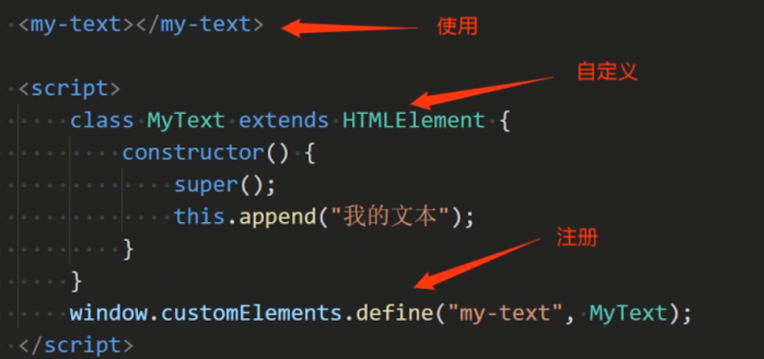 <my-text></my-text> 使用
自定义
<script>
class MyText extends HTMLElement {
constructor() {
super();
this.append("我的文本");
}
注册
}
window.customElements.define("my-text", MyText);
</script>